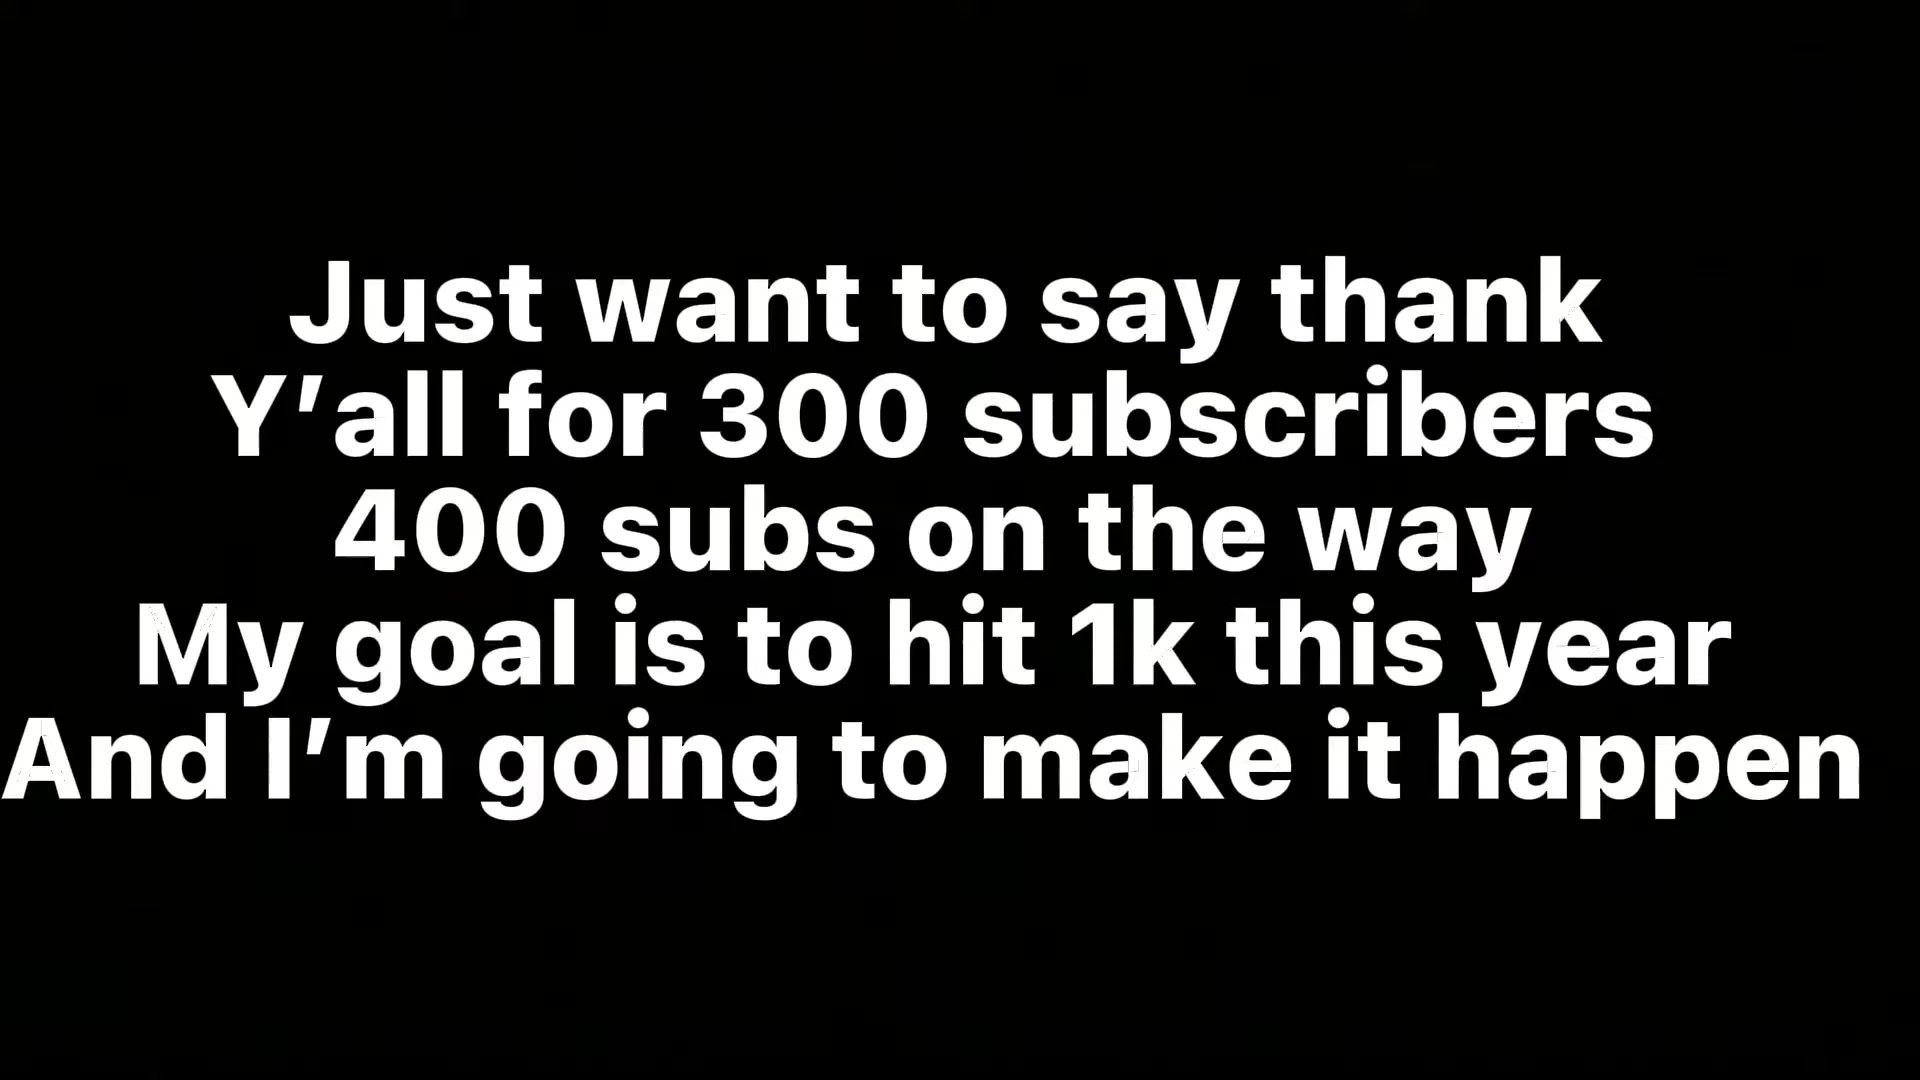 Just want to say thank
Y’all for 300 subscribers
400 subs on the way
My goal is to hit 1k this year
And I’m going to make it happen